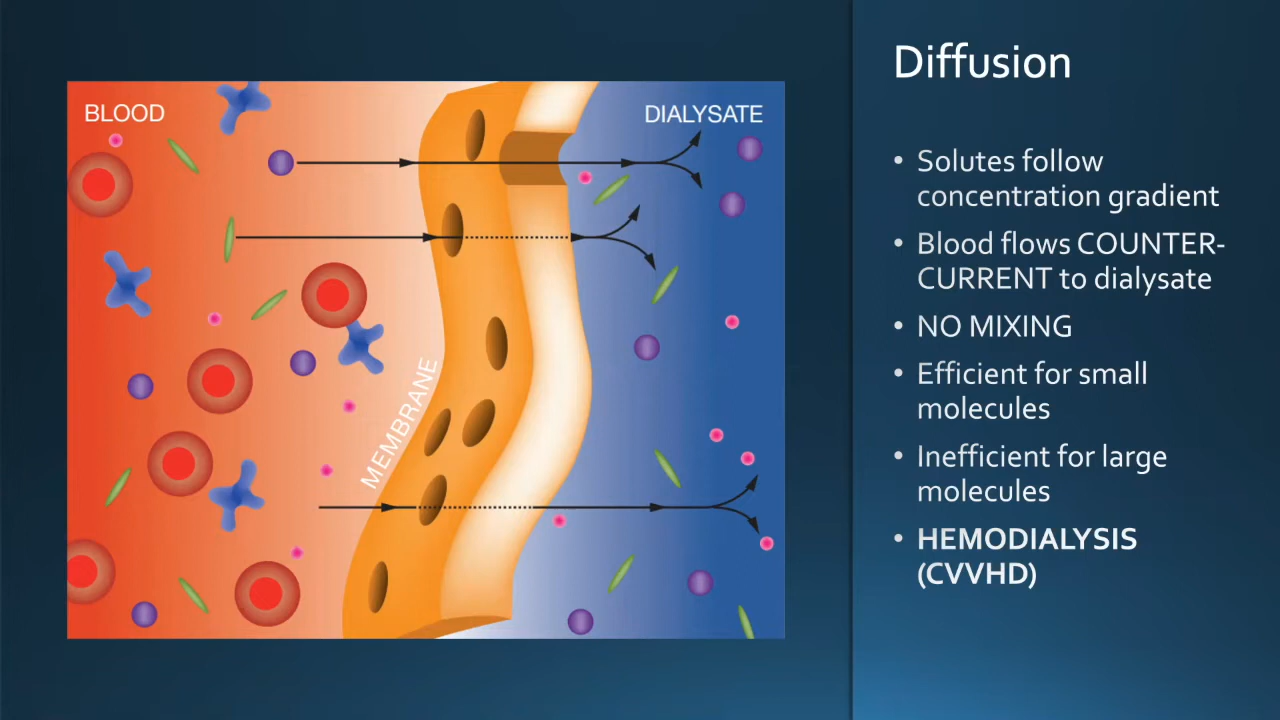 BLOOD
DIALYSATE
MEMBRANE
Diffusion
• Solutes follow
concentration gradient
• Blood flows COUNTER-
CURRENT to dialysate
• NO MIXING
• Efficient for small
molecules
• Inefficient for large
molecules
• HEMODIALYSIS
(CVVHD)